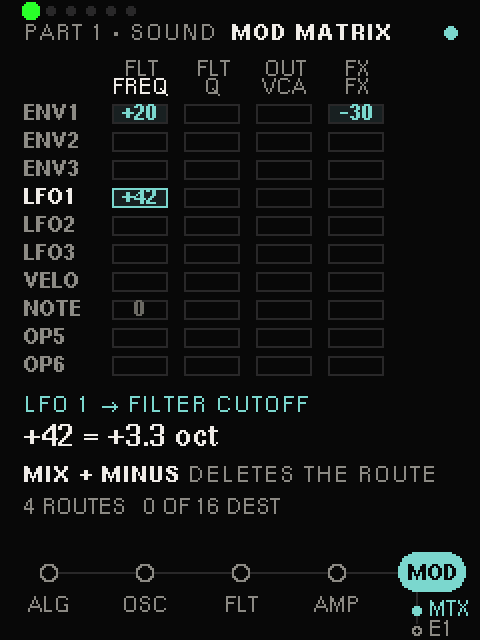 PART 1 · SOUND MOD MATRIX
FLT FLT OUT FX
FREQ Q VCA FX
ENV1 +20 -30
ENV2
ENV3
LFO1 +42
LFO2
LFO3
VELO
NOTE 0
OP5
OP6
LFO 1 → FILTER CUTOFF
+42 = +3.3 oct
MIX + MINUS DELETES THE ROUTE
4 ROUTES 0 OF 16 DEST
MOD
ALG OSC FLT AMP
MTX
E1